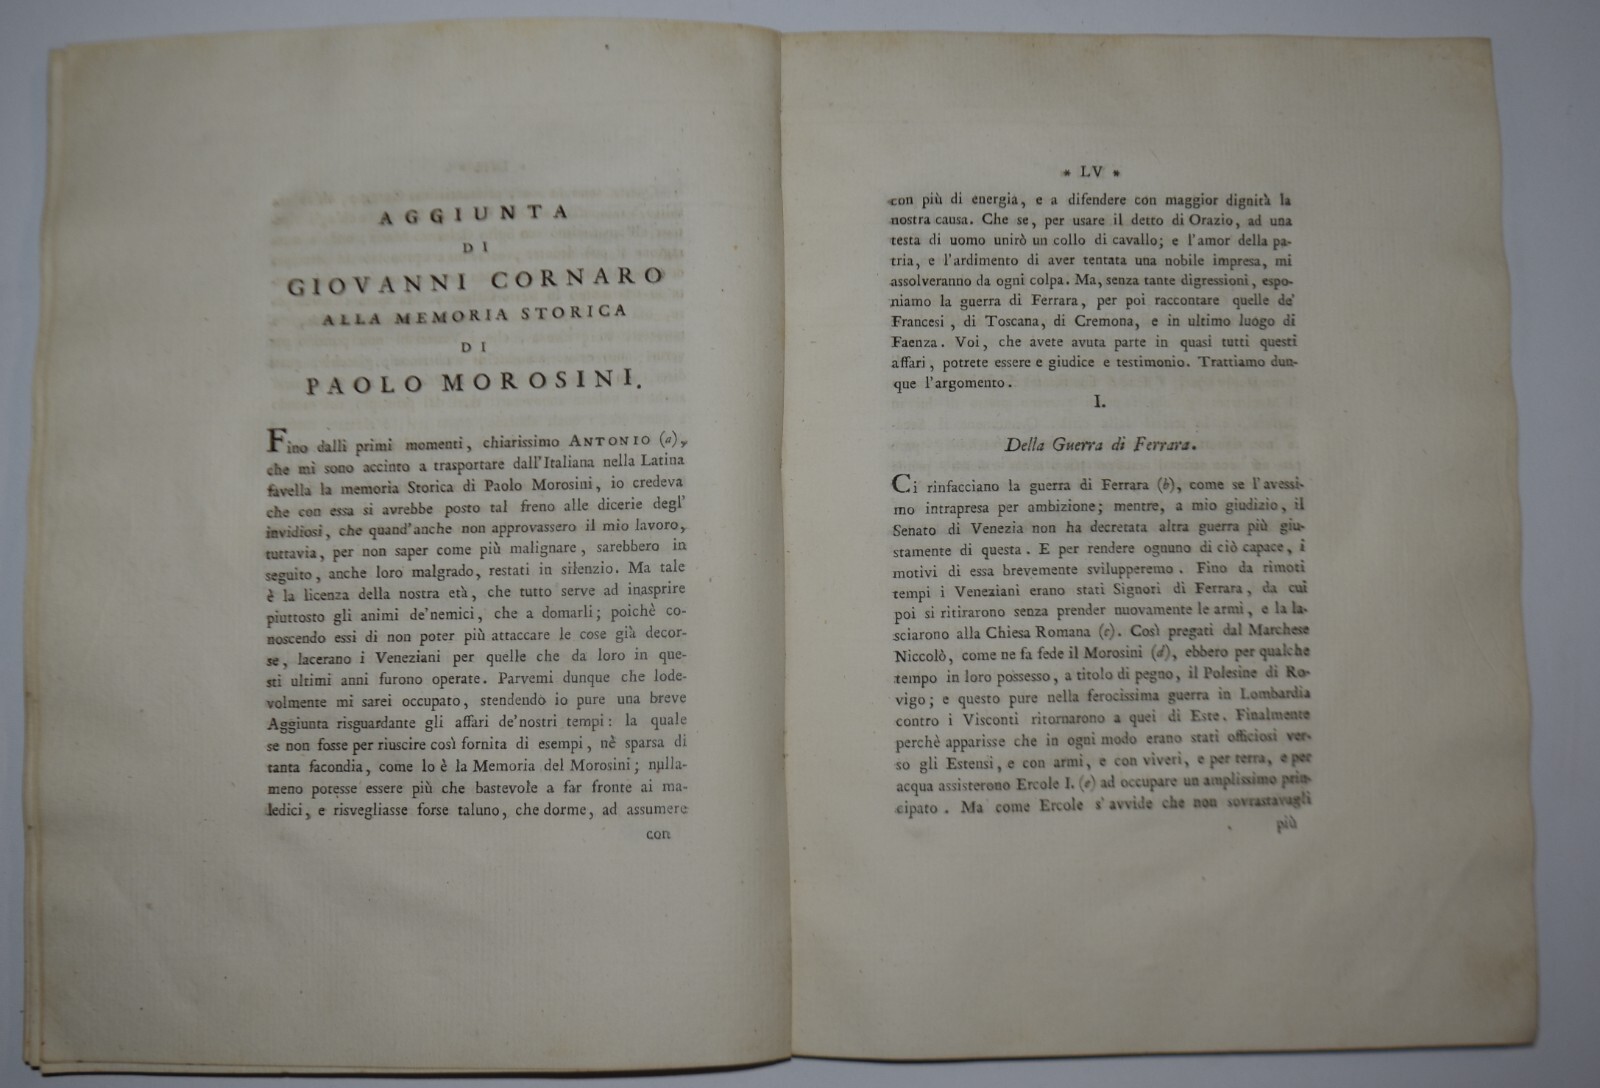 AGGIUNTA
DI
GIOVANNI CORNARO
ALLA MEMORIA STORICA
DI
PAOLO MOROSINI.
Fino dalli primi momenti, chiarissimo ANTONIO (a),
che mi sono accinto a trasportare dall'Italiana nella Latina
favella la memoria Storica di Paolo Morosini, io credeva
che con essa si avrebbe posto tal freno alle dicerie degl'
invidiosi, che quand'anche non approvassero il mio lavoro,
tuttavia, per non saper come più malignare, sarebbero in
seguito, anche loro malgrado, restati in silenzio. Ma tale
è la licenza della nostra età, che tutto serve ad inasprire
piuttosto gli animi de'nemici, che a domarli; poichè co-
noscendo essi di non poter più attaccare le cose già decor-
se, lacerano i Veneziani per quelle che da loro in que-
sti ultimi anni furono operate. Parvemi dunque che lode-
volmente mi sarei occupato, stendendo io pure una breve
Aggiunta risguardante gli affari de'nostri tempi: la quale
se non fosse per riuscire così fornita di esempi, nè sparsa di
tanta facondia, come lo è la Memoria del Morosini; nulla-
meno potesse essere più che bastevole a far fronte ai ma-
ledici, e risvegliasse forse taluno, che dorme, ad assumere
con
* LV *
con più di energia, e a difendere con maggior dignità la
nostra causa. Che se, per usare il detto di Orazio, ad una
testa di uomo unirò un collo di cavallo; e l'amor della pa-
tria, e l'ardimento di aver tentata una nobile impresa, mi
assolveranno da ogni colpa. Ma, senza tante digressioni, espo-
niamo la guerra di Ferrara, per poi raccontare quelle de'
Francesi, di Toscana, di Cremona, e in ultimo luogo di
Faenza. Voi, che avete avuta parte in quasi tutti questi
affari, potrete essere e giudice e testimonio. Trattiamo dun-
que l'argomento.
I.
Della Guerra di Ferrara.
Ci rinfacciano la guerra di Ferrara (b), come se l'avessi-
mo intrapresa per ambizione; mentre, a mio giudizio, il
Senato di Venezia non ha decretata altra guerra più giu-
stamente di questa. E per rendere ognuno di ciò capace, i
motivi di essa brevemente svilupperemo. Fino da rimoti
tempi i Veneziani erano stati Signori di Ferrara, da cui
poi si ritirarono senza prender nuovamente le armi, e la la-
sciarono alla Chiesa Romana (c). Così pregati dal Marchese
Niccolò, come ne fa fede il Morosini (d), ebbero per qualche
tempo in loro possesso, a titolo di pegno, il Polesine di Ro-
vigo; e questo pure nella ferocissima guerra in Lombardia
contro i Visconti ritornarono a quei di Este. Finalmente
perchè apparisse che in ogni modo erano stati officiosi ver-
so gli Estensi, e con armi, e con viveri, e per terra, e per
acqua assisterono Ercole I. (e) ad occupare un amplissimo prin-
cipato. Ma come Ercole s'avvide che non sovrastavagli
più